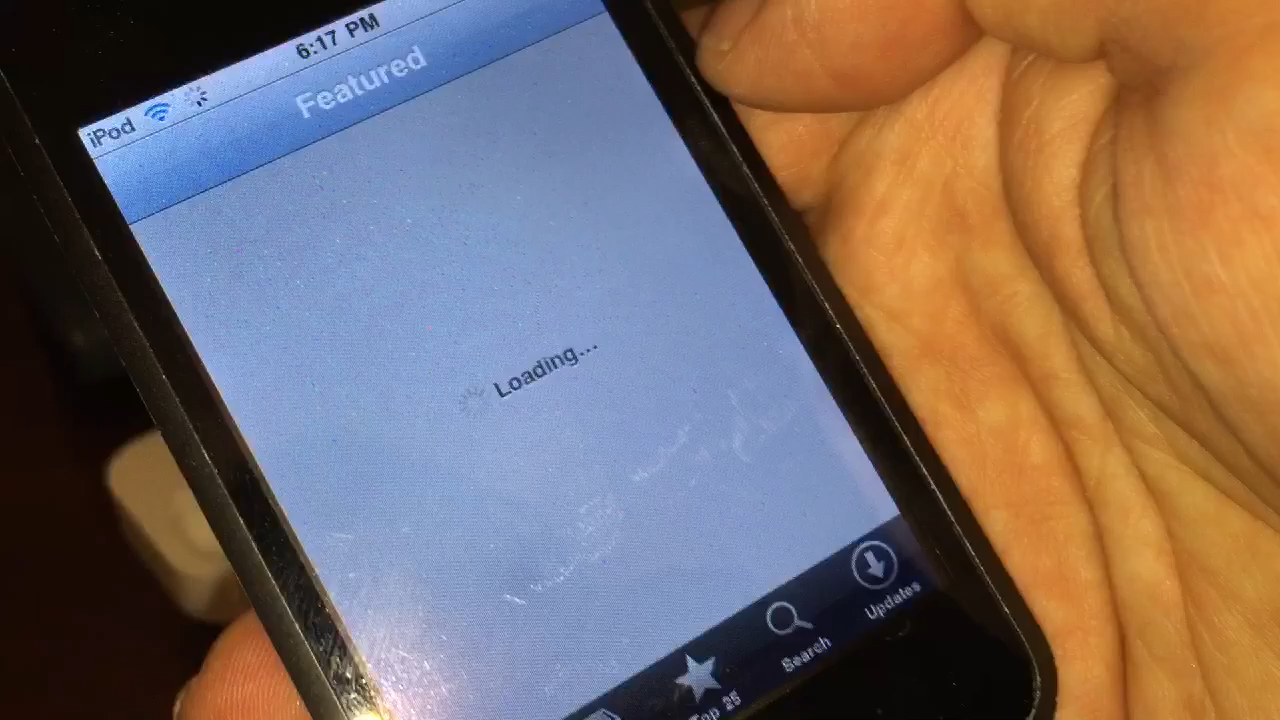 iPod 6:17 PM
Featured
Loading...
Top 25
Search
Updates